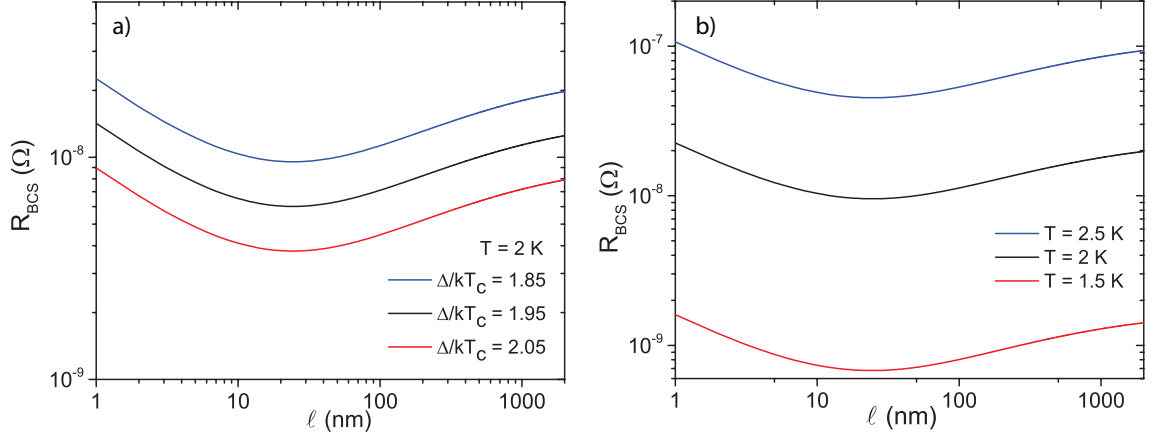 a)
10⁻⁸
10⁻⁹
R_BCS (Ω)
T = 2 K
Δ/kT_C = 1.85
Δ/kT_C = 1.95
Δ/kT_C = 2.05
1 10 100 1000
ℓ (nm)
b)
10⁻⁷
10⁻⁸
10⁻⁹
R_BCS (Ω)
T = 2.5 K
T = 2 K
T = 1.5 K
1 10 100 1000
ℓ (nm)